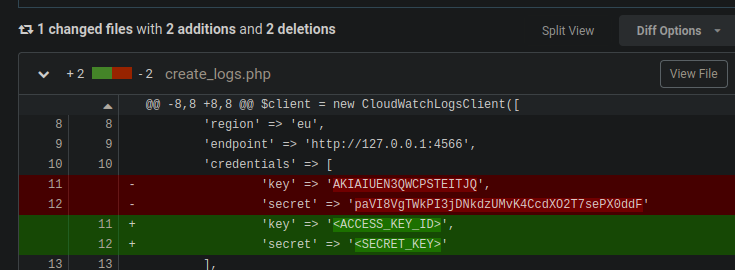 1 changed files with 2 additions and 2 deletions
Split View
Diff Options
+ 2 - 2 create_logs.php
View File
@@ -8,8 +8,8 @@ $client = new CloudWatchLogsClient([
8 8 'region' => 'eu',
9 9 'endpoint' => 'http://127.0.0.1:4566',
10 10 'credentials' => [
11 - 'key' => 'AKIAIUEN3QWCPSTEITJQ',
12 - 'secret' => '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'
11 + 'key' => '<ACCESS_KEY_ID>',
12 + 'secret' => '<SECRET_KEY>'
13 13 ],